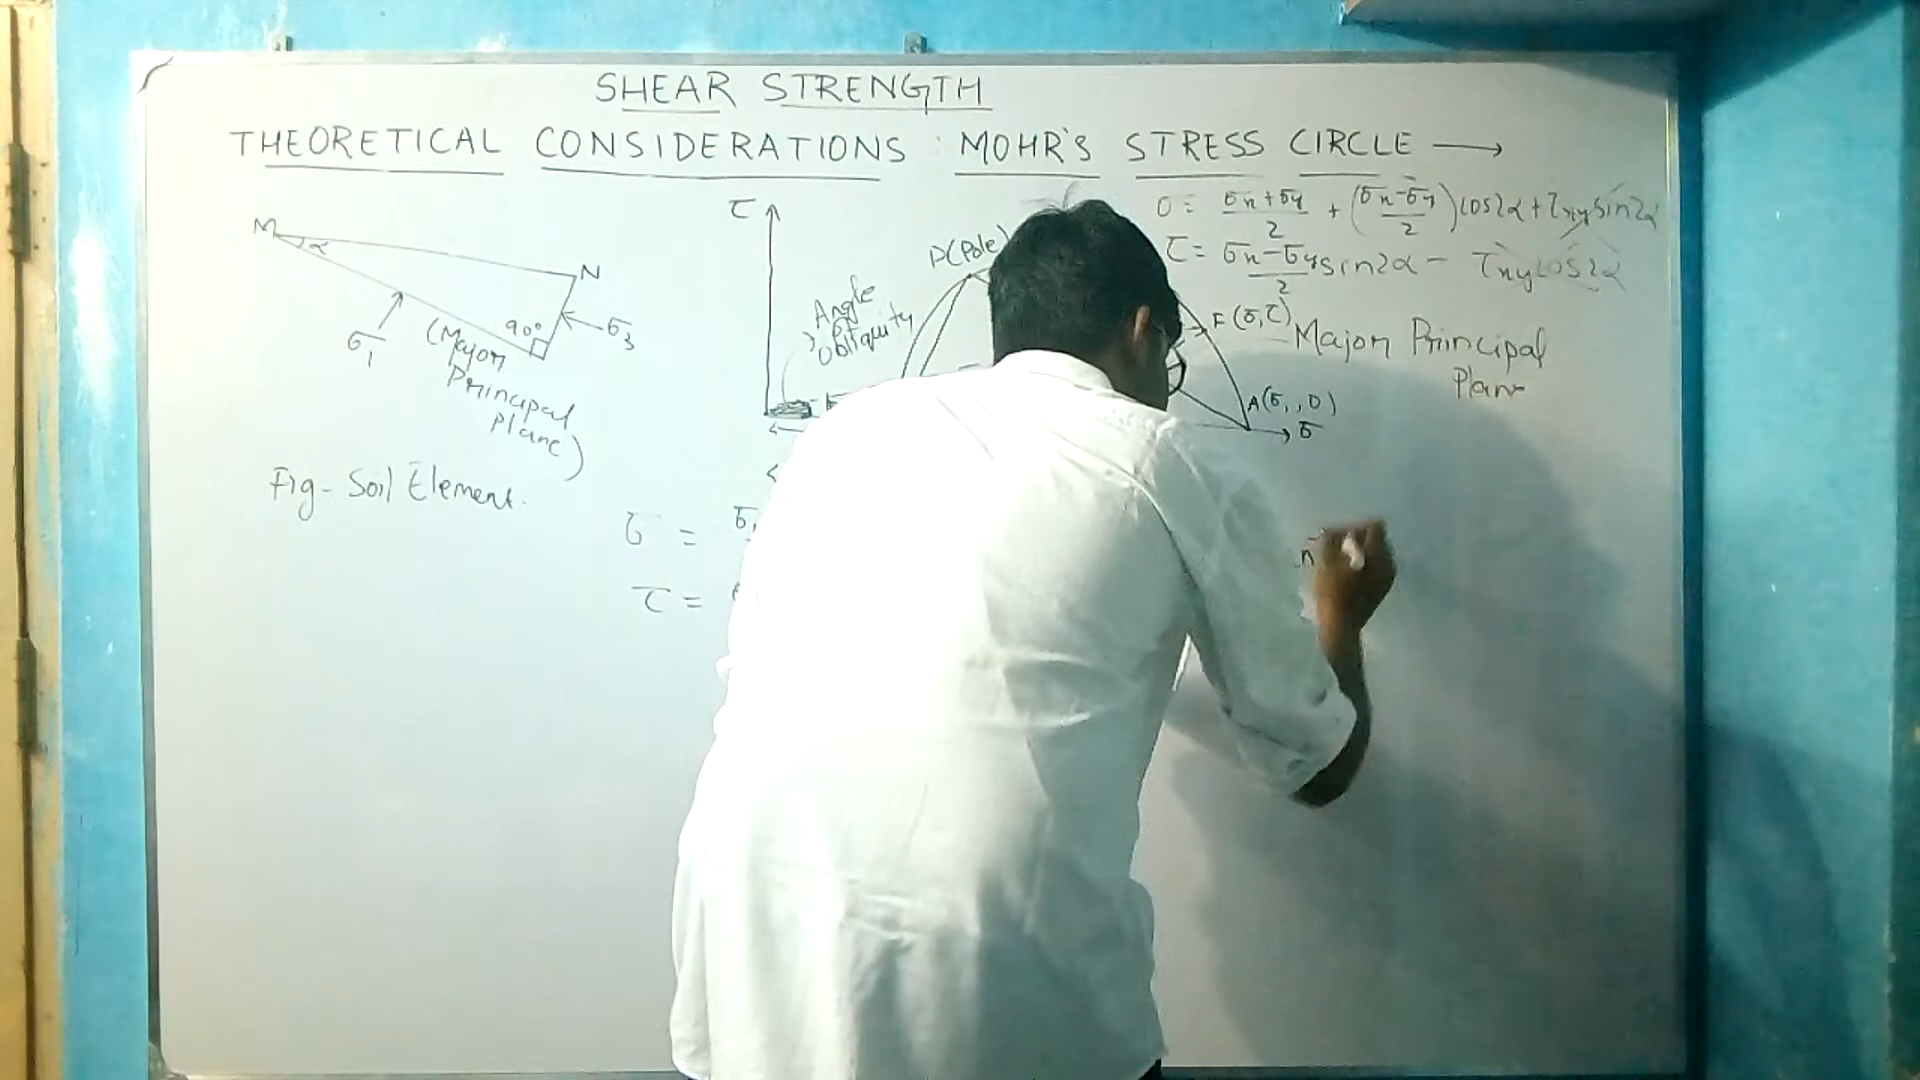 SHEAR STRENGTH
THEORETICAL CONSIDERATIONS : MOHR'S STRESS CIRCLE →
σ = σx+σy/2 + (σx-σy/2)cos2α+τxy sin2α
τ = σx-σy/2 sin2α - τxy cos2α
M
α
N
90°
σ1
σ3
(Major
Principal
Plane)
Fig- Soil Element.
τ
P(Pole)
Angle
of
obliquity
F(σ,τ)
Major Principal
Plane
A(σ1,0)
σ
σ =
τ =